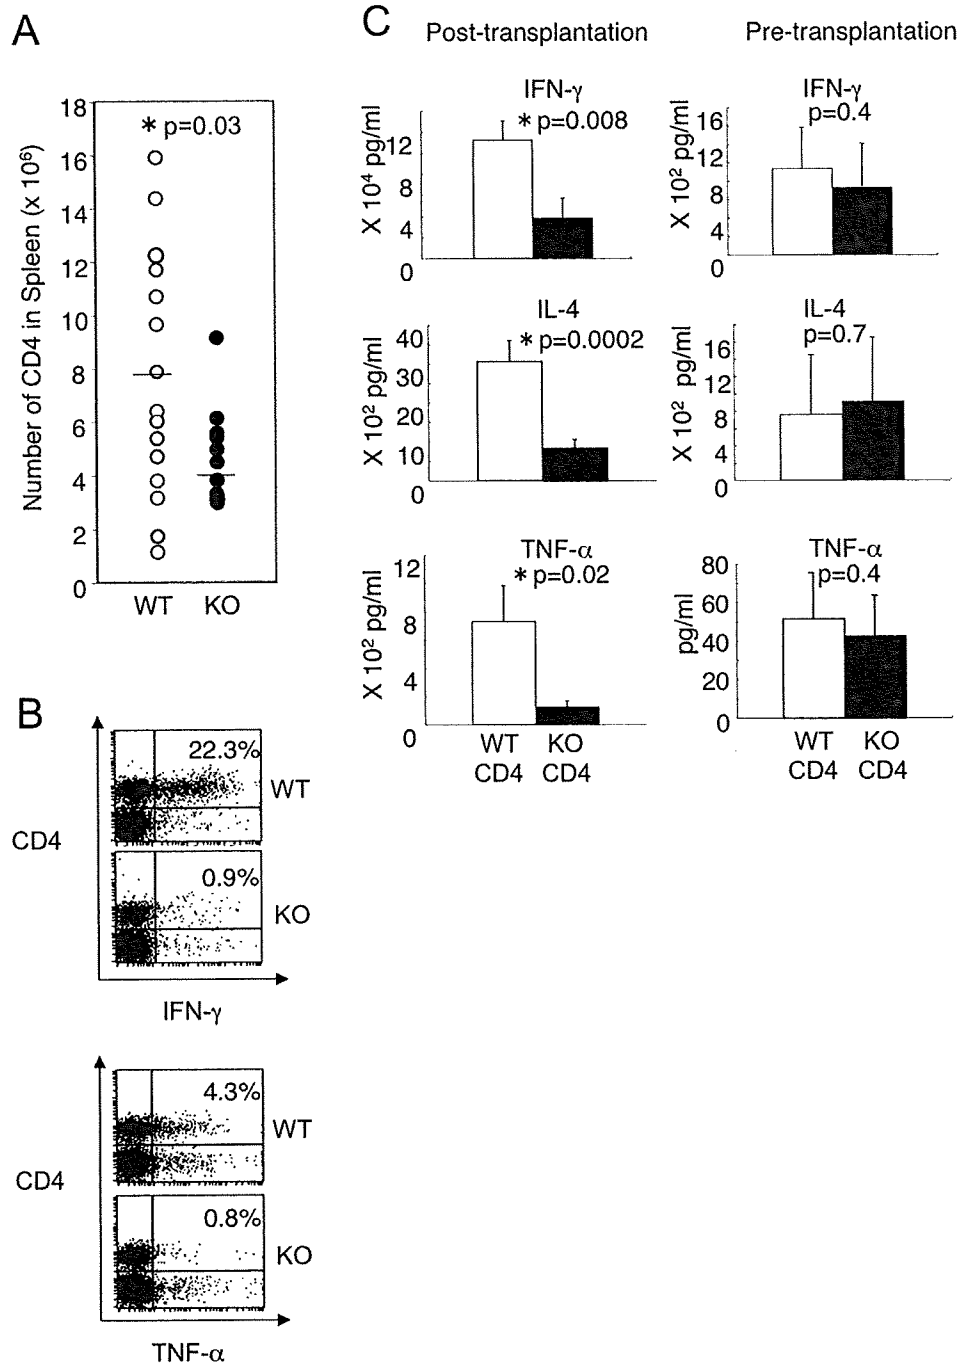 A
* p=0.03
Number of CD4 in Spleen (x 10⁶)
18
16
14
12
10
8
6
4
2
0
WT KO
B
22.3%
WT
CD4
0.9%
KO
IFN-γ
4.3%
WT
CD4
0.8%
KO
TNF-α
C
Post-transplantation
Pre-transplantation
IFN-γ
* p=0.008
X 10⁴ pg/ml
12
8
4
0
IFN-γ
p=0.4
X 10² pg/ml
16
12
8
4
0
IL-4
* p=0.0002
X 10² pg/ml
40
30
20
10
0
IL-4
p=0.7
X 10² pg/ml
16
12
8
4
0
TNF-α
* p=0.02
X 10² pg/ml
12
8
4
0
WT KO
CD4 CD4
TNF-α
p=0.4
pg/ml
80
60
40
20
0
WT KO
CD4 CD4